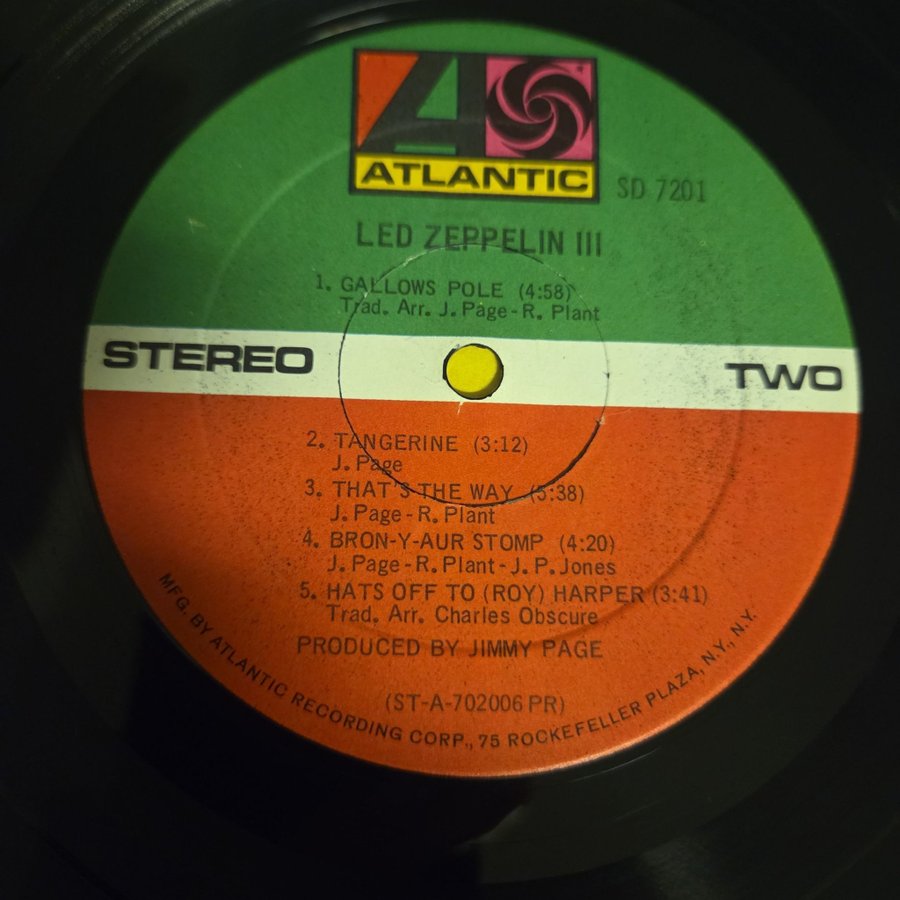 ATLANTIC
SD 7201
LED ZEPPELIN III
1. GALLOWS POLE (4:58)
Trad. Arr. J. Page - R. Plant
STEREO
TWO
2. TANGERINE (3:12)
J. Page
3. THAT'S THE WAY (5:38)
J. Page - R. Plant
4. BRON-Y-AUR STOMP (4:20)
J. Page - R. Plant - J. P. Jones
5. HATS OFF TO (ROY) HARPER (3:41)
Trad. Arr. Charles Obscure
PRODUCED BY JIMMY PAGE
(ST-A-702006 PR)
MFG. BY ATLANTIC RECORDING CORP., 75 ROCKEFELLER PLAZA, N.Y., N.Y.